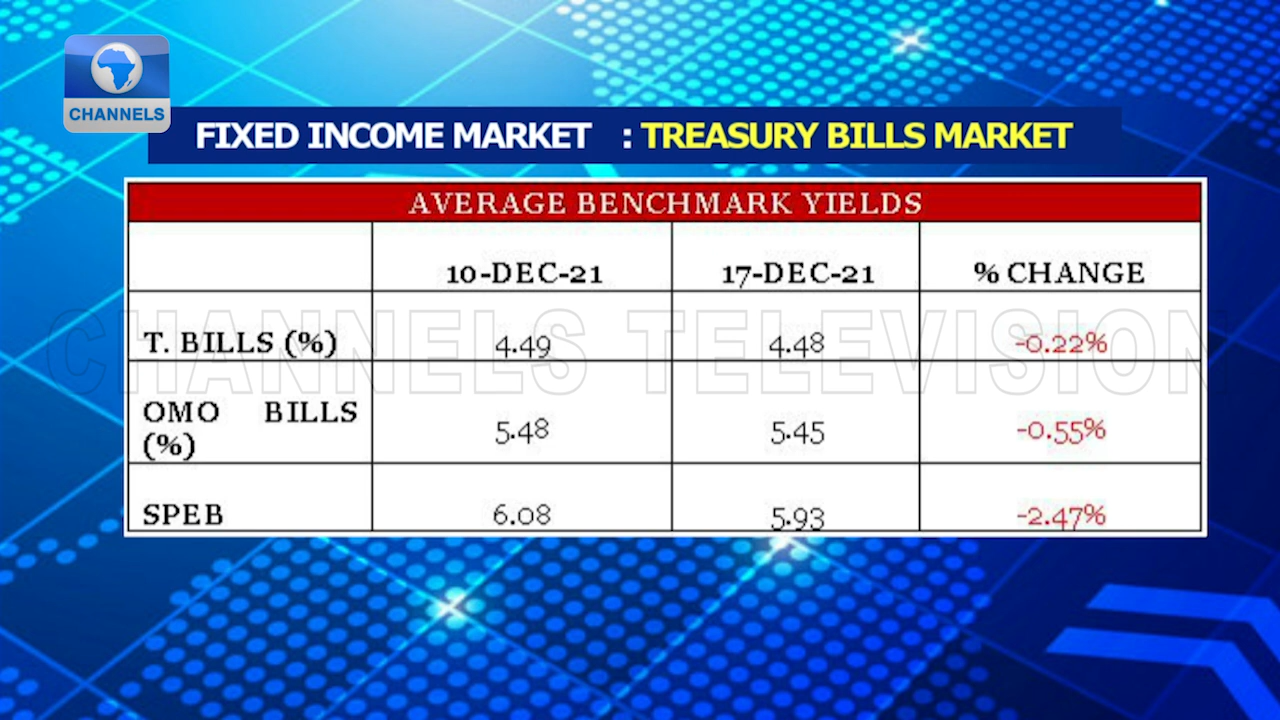 CHANNELS
FIXED INCOME MARKET : TREASURY BILLS MARKET
AVERAGE BENCHMARK YIELDS
10-DEC-21 17-DEC-21 % CHANGE
T. BILLS (%) 4.49 4.48 -0.22%
CHANNELS TELEVISION
OMO BILLS
(%) 5.48 5.45 -0.55%
SPEB 6.08 5.93 -2.47%